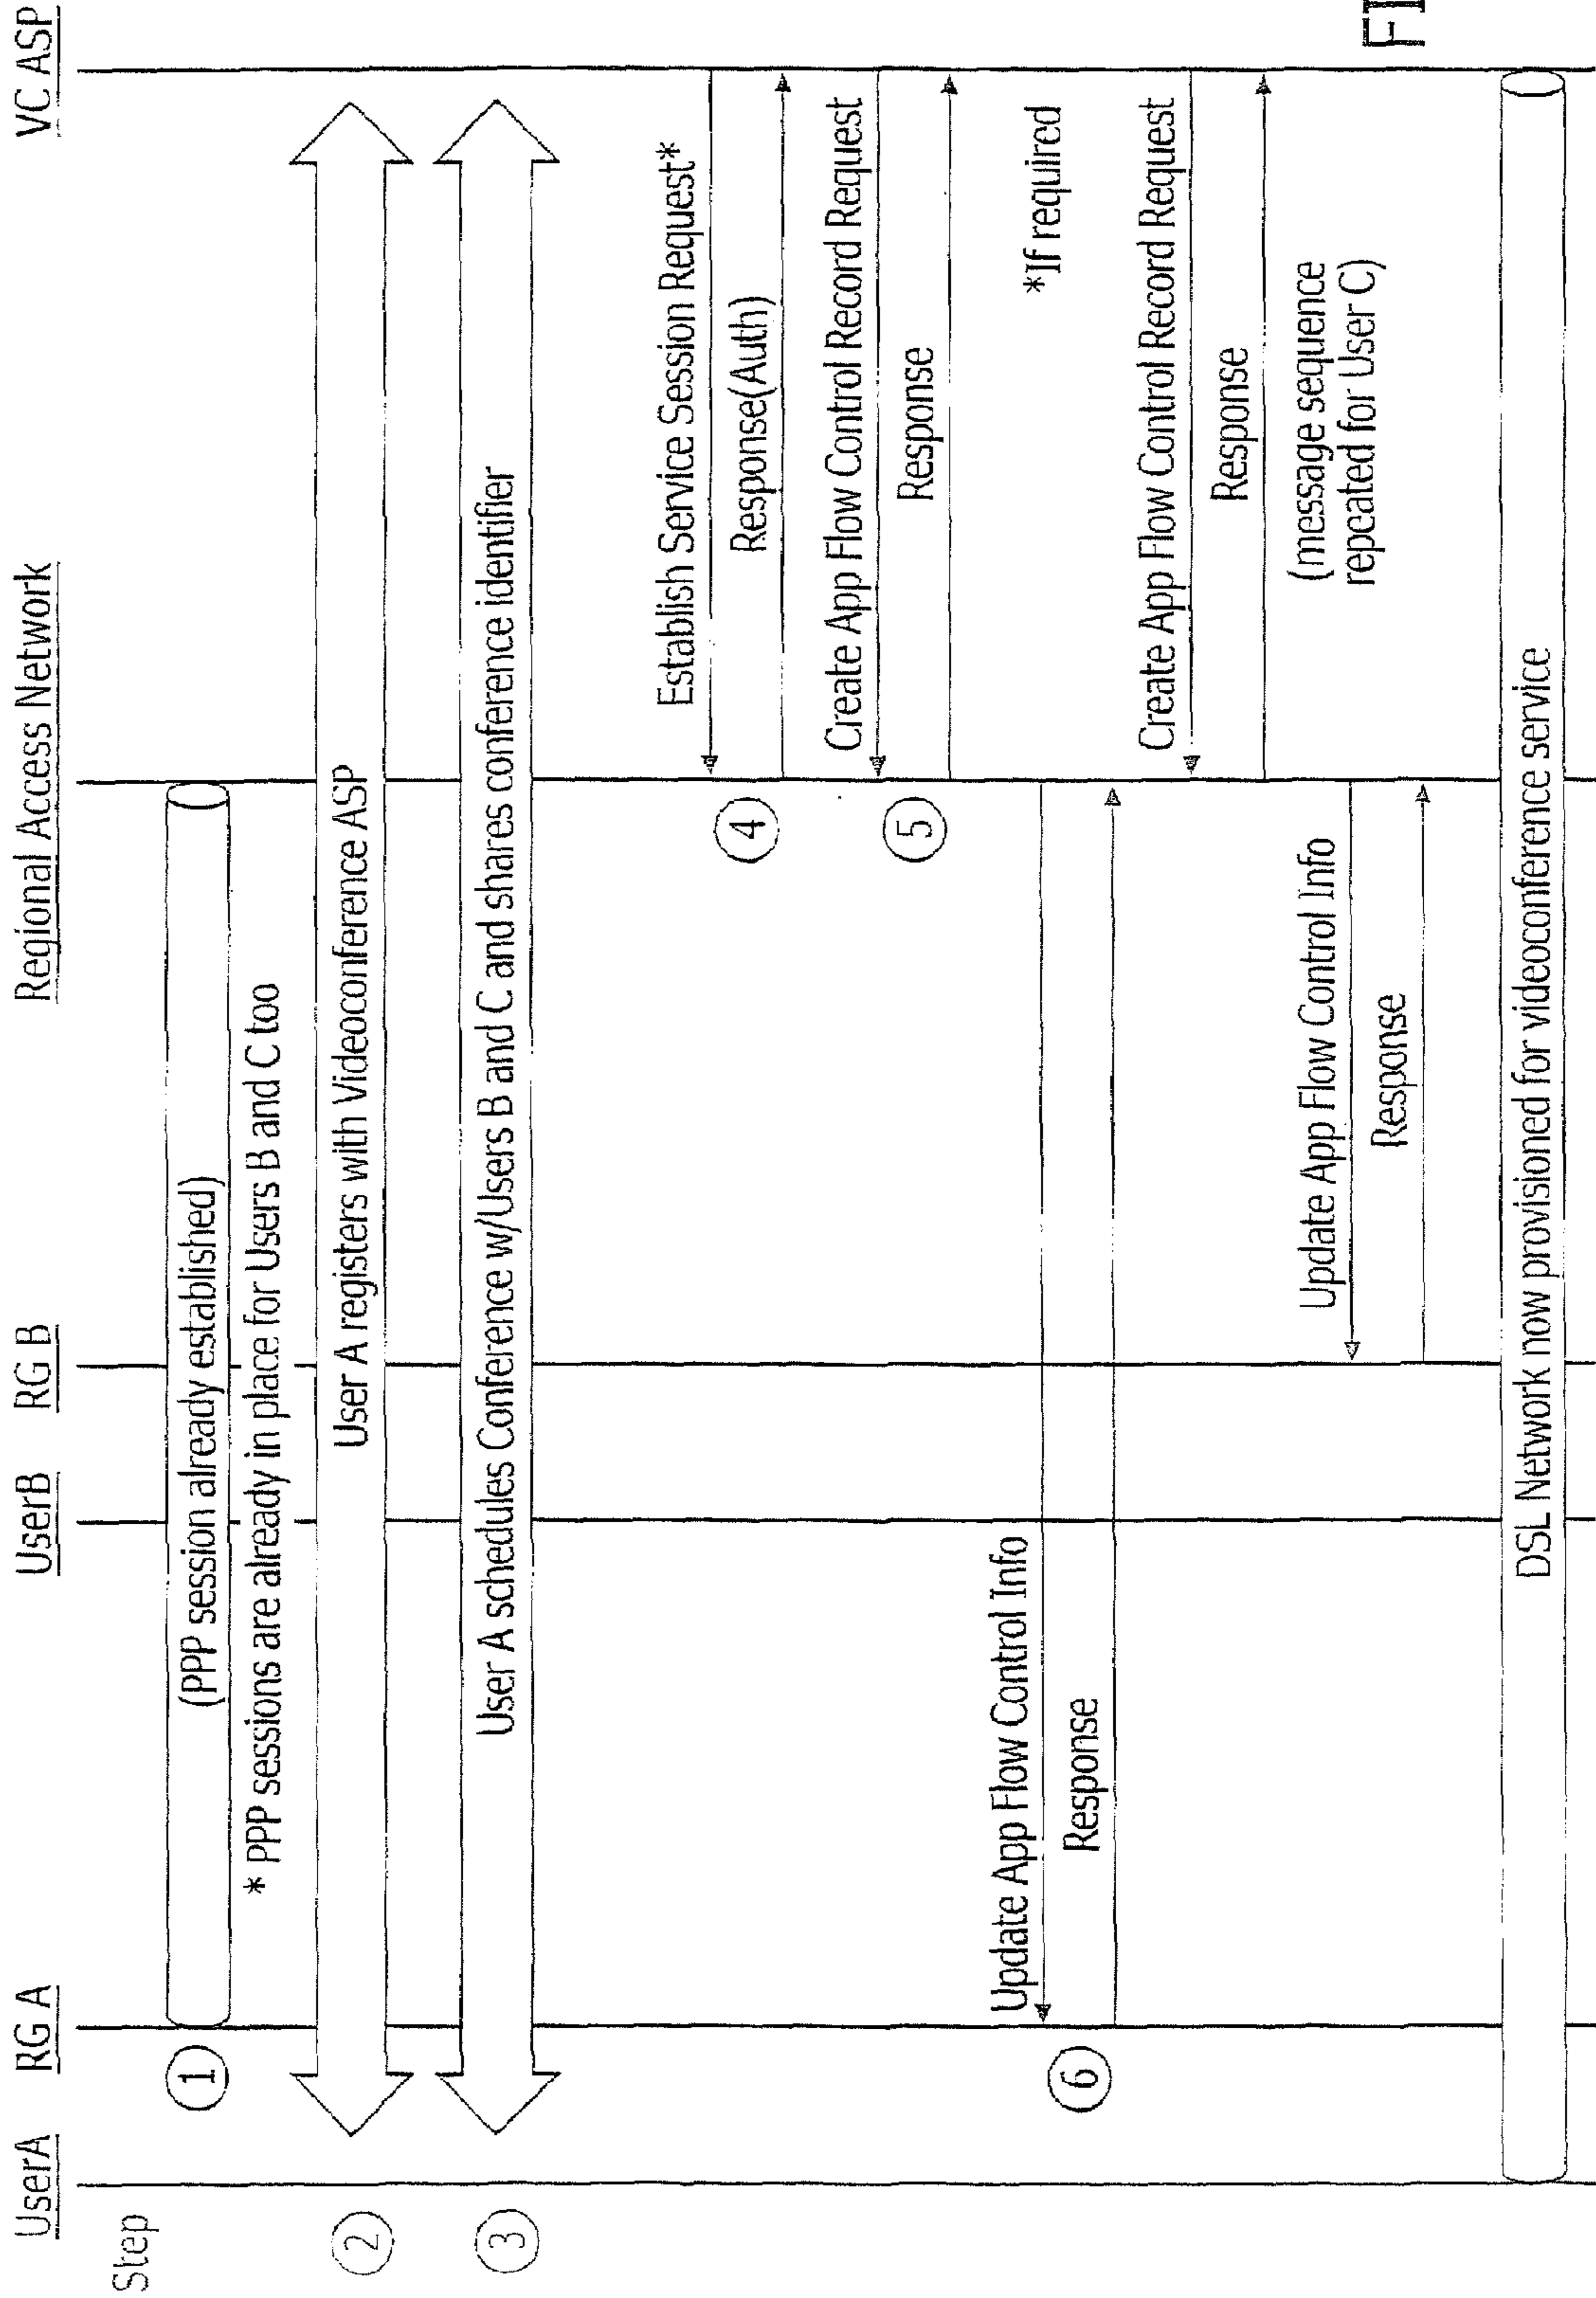 UserA
RG A
UserB
RG B
Regional Access Network
VC ASP
Step
1
(PPP session already established)
* PPP sessions are already in place for Users B and C too
2
User A registers with Videoconference ASP
3
User A schedules Conference w/Users B and C and shares conference identifier
Establish Service Session Request*
4
Response(Auth)
Create App Flow Control Record Request
5
Response
Update App Flow Control Info
*If required
6
Response
Create App Flow Control Record Request
Response
(message sequence
repeated for User C)
Update App Flow Control Info
Response
DSL Network now provisioned for videoconference service